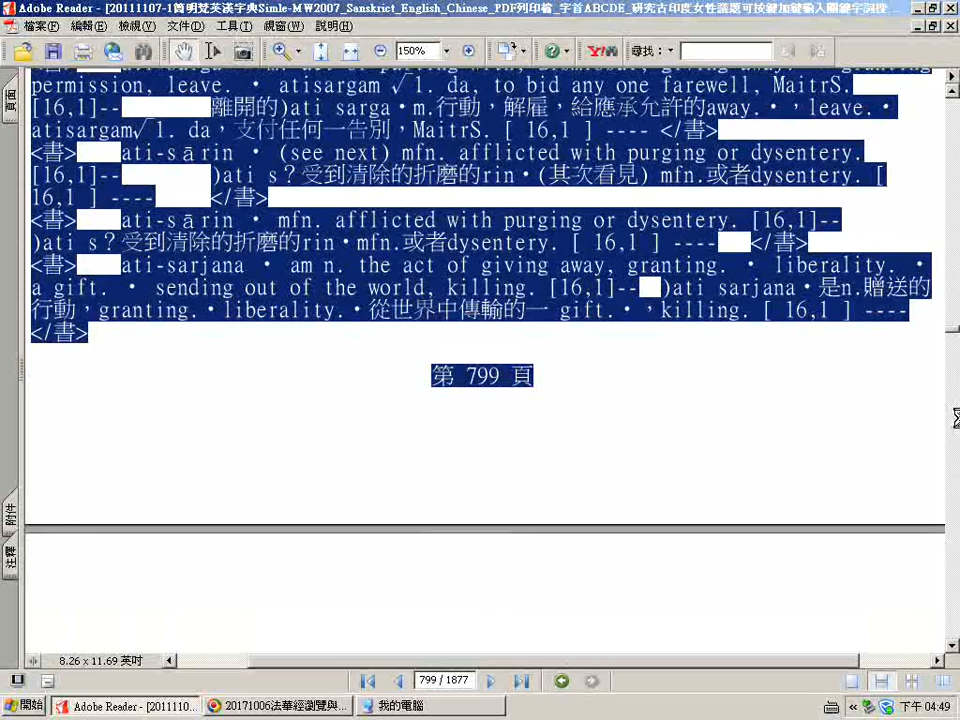 Adobe Reader - [20111107-1簡明梵英漢字典Simle-MW2007_Sanskrict_English_Chinese_PDF列印檔_字首ABCDE_研究古印度女性議題可按鍵加鍵輸入關鍵字詞搜
檔案(F) 編輯(E) 檢視(V) 文件(D) 工具(T) 視窗(W) 說明(H)
150% Y! 尋找:
頁面
permission, leave. • atisargam √1. da, to bid any one farewell, MaitrS.
[16,1]-- 離開的)ati sarga•m.行動，解雇，給應承允許的away.•，leave.•
atisargam√1. da，支付任何一告別，MaitrS. [ 16,1 ] ---- </書>
<書> ati-sārin • (see next) mfn. afflicted with purging or dysentery.
[16,1]-- )ati s？受到清除的折磨的rin•(其次看見) mfn.或者dysentery. [
16,1 ] ---- </書>
<書> ati-sārin • mfn. afflicted with purging or dysentery. [16,1]--
)ati s？受到清除的折磨的rin•mfn.或者dysentery. [ 16,1 ] ---- </書>
<書> ati-sarjana • am n. the act of giving away, granting. • liberality. •
a gift. • sending out of the world, killing. [16,1]-- )ati sarjana•是n.贈送的
行動，granting.•liberality.•從世界中傳輸的一 gift.•，killing. [ 16,1 ] ----
</書>
第 799 頁
附件
注釋
8.26 x 11.69 英吋
799 / 1877
開始 Adobe Reader - [2011110... 20171006法華經瀏覽與... 我的電腦 下午 04:49